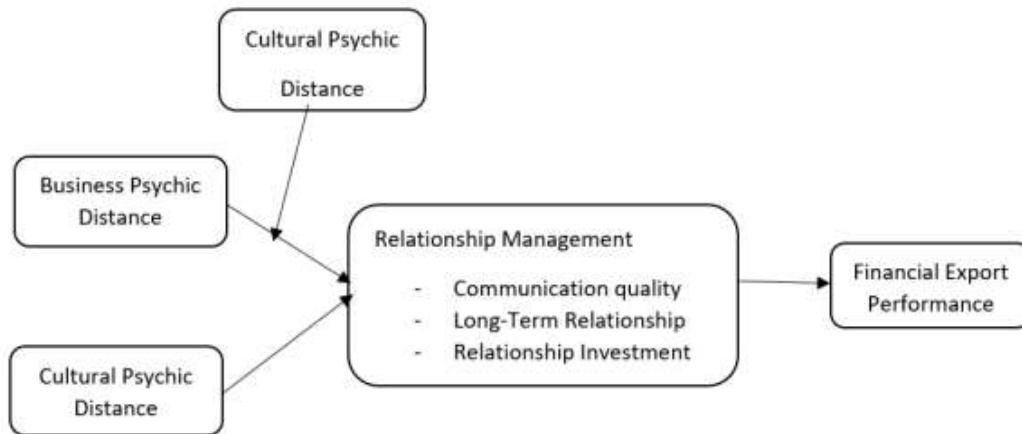 Cultural Psychic
Distance
Business Psychic
Distance
Relationship Management
- Communication quality
- Long-Term Relationship
- Relationship Investment
Financial Export
Performance
Cultural Psychic
Distance